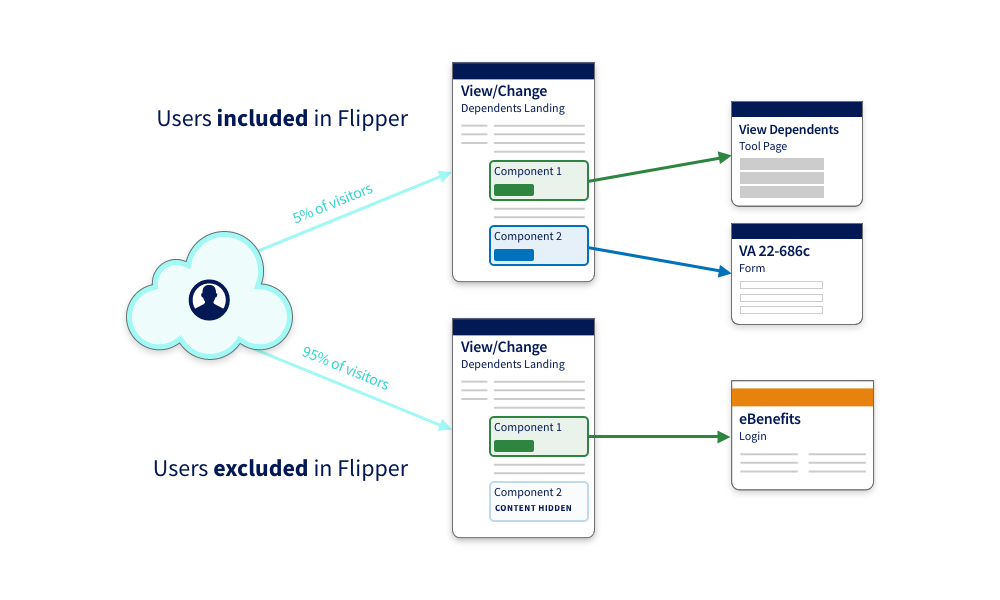 Users included in Flipper
5% of visitors
View/Change
Dependents Landing
Component 1
Component 2
View Dependents
Tool Page
VA 22-686c
Form
95% of visitors
Users excluded in Flipper
View/Change
Dependents Landing
Component 1
Component 2
CONTENT HIDDEN
eBenefits
Login